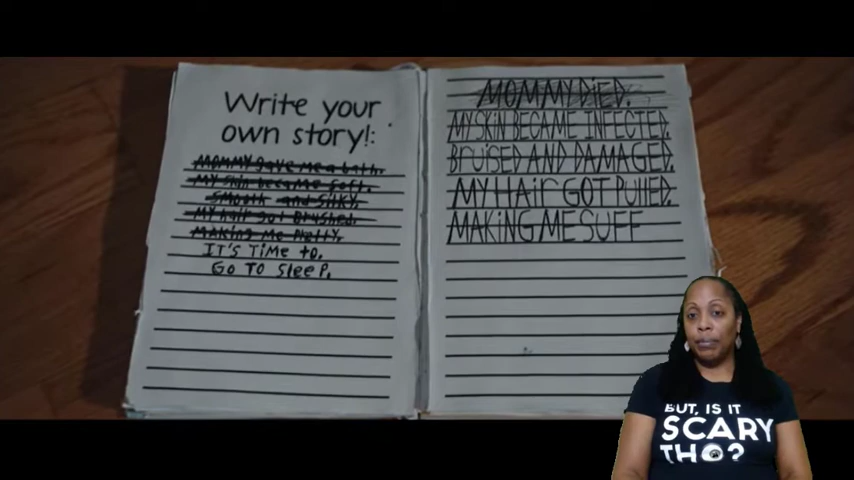 Write your
own story!:
MOMMY Gave me a bath.
MY Skin became Soft.
Smooth and Silky.
MY Hair got Brushed.
Making Me Pretty.
IT'S TIME to.
Go To Sleep.
MOMMY DiED.
MY SKiN BECAME INFECTED.
BruiSED AND DAMAGED.
MY HAir GOT PUllED.
MAKiNG ME SUFF
BUT, IS IT
SCARY
THO?